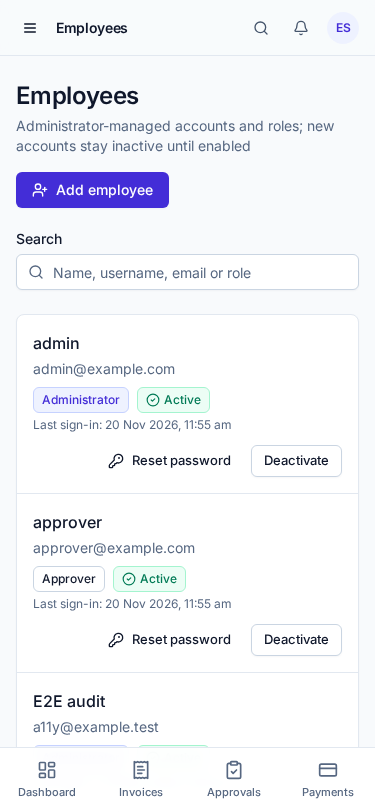 Employees
ES
Employees
Administrator-managed accounts and roles; new
accounts stay inactive until enabled
Add employee
Search
Name, username, email or role
admin
admin@example.com
Administrator
Active
Last sign-in: 20 Nov 2026, 11:55 am
Reset password
Deactivate
approver
approver@example.com
Approver
Active
Last sign-in: 20 Nov 2026, 11:55 am
Reset password
Deactivate
E2E audit
a11y@example.test
Dashboard
Invoices
Approvals
Payments